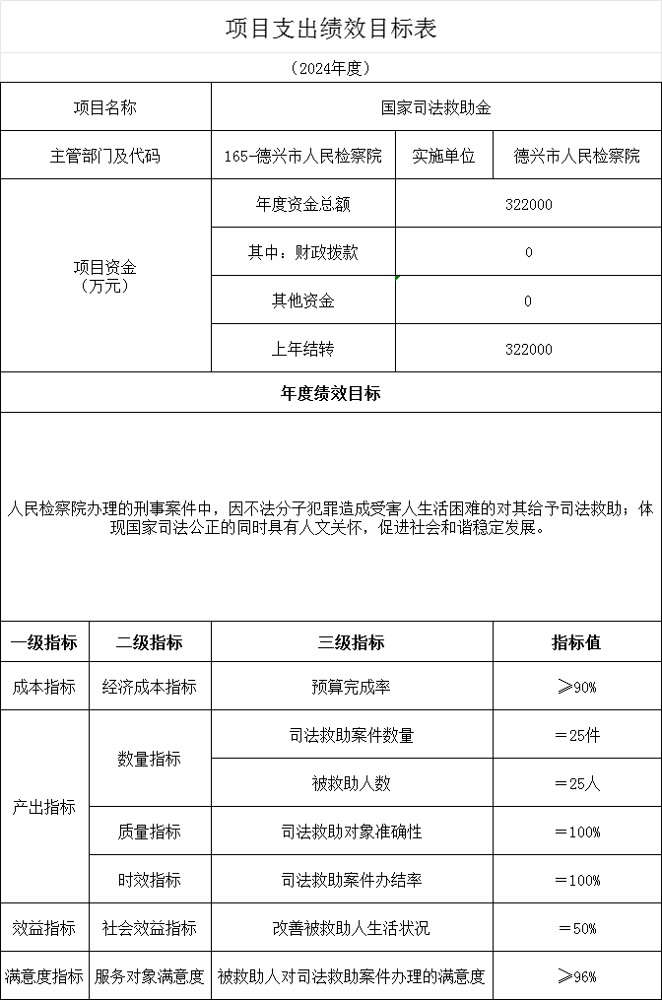 项目支出绩效目标表
（2024年度）
项目名称 国家司法救助金
主管部门及代码 165-德兴市人民检察院 实施单位 德兴市人民检察院
项目资金
（万元）
年度资金总额 322000
其中：财政拨款 0
其他资金 0
上年结转 322000
年度绩效目标
人民检察院办理的刑事案件中，因不法分子犯罪造成受害人生活困难的对其给予司法救助；体
现国家司法公正的同时具有人文关怀，促进社会和谐稳定发展。
一级指标 二级指标 三级指标 指标值
成本指标 经济成本指标 预算完成率 ≥90%
产出指标 数量指标 司法救助案件数量 ＝25件
被救助人数 ＝25人
质量指标 司法救助对象准确性 ＝100%
时效指标 司法救助案件办结率 ＝100%
效益指标 社会效益指标 改善被救助人生活状况 ＝50%
满意度指标 服务对象满意度 被救助人对司法救助案件办理的满意度 ≥96%